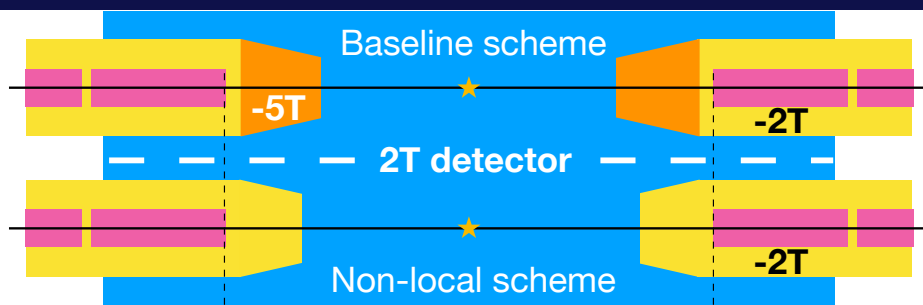 Baseline scheme
-5T
-2T
2T detector
-2T
Non-local scheme